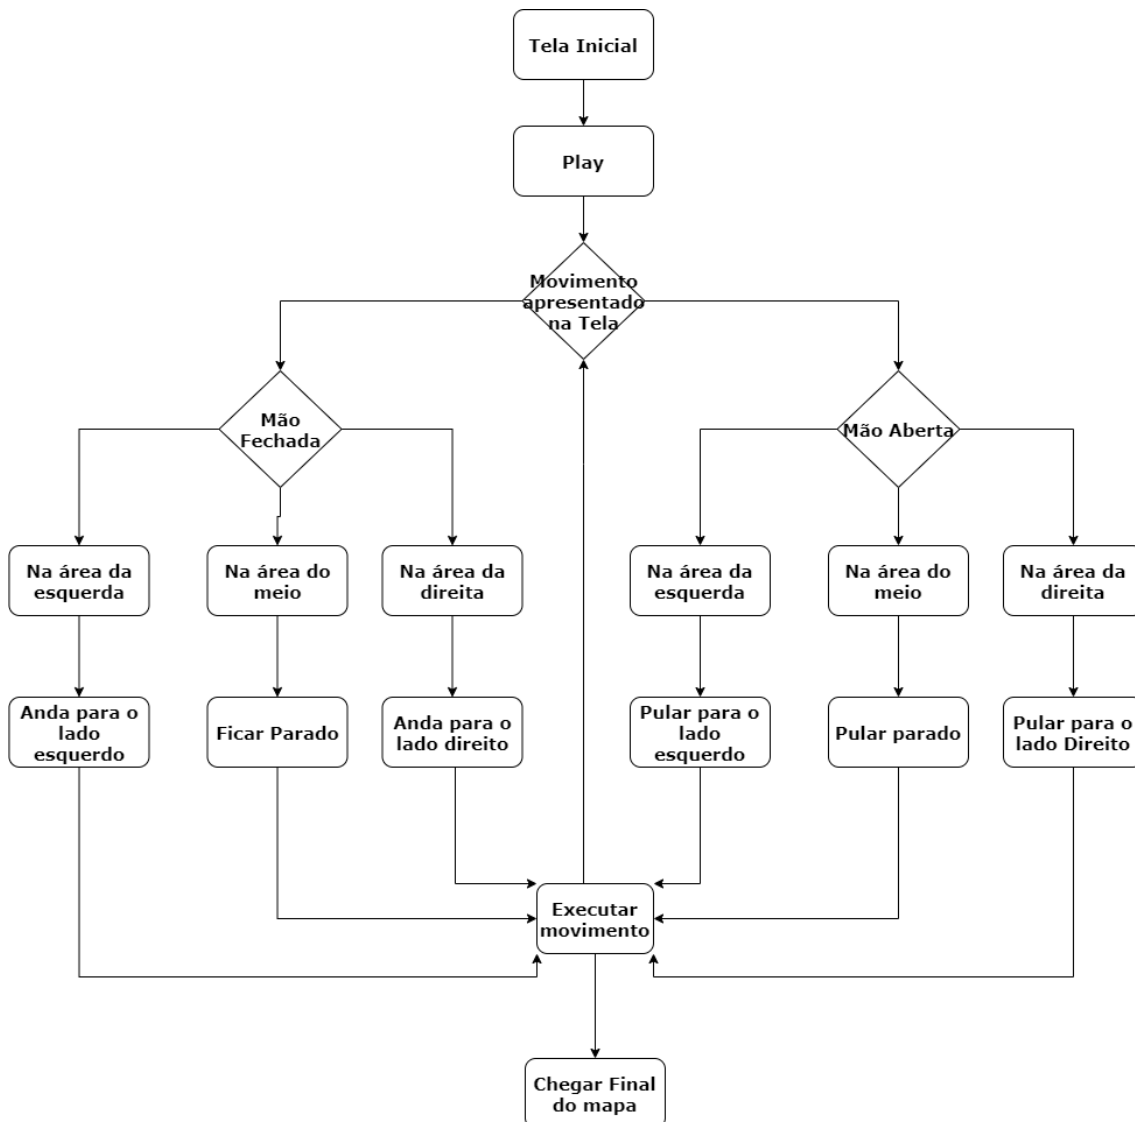 Tela Inicial
Play
Movimento
apresentado
na Tela
Mão
Fechada
Mão Aberta
Na área da
esquerda
Na área do
meio
Na área da
direita
Na área da
esquerda
Na área do
meio
Na área da
direita
Anda para o
lado
esquerdo
Ficar Parado
Anda para o
lado direito
Pular para o
lado
esquerdo
Pular parado
Pular para o
lado Direito
Executar
movimento
Chegar Final
do mapa